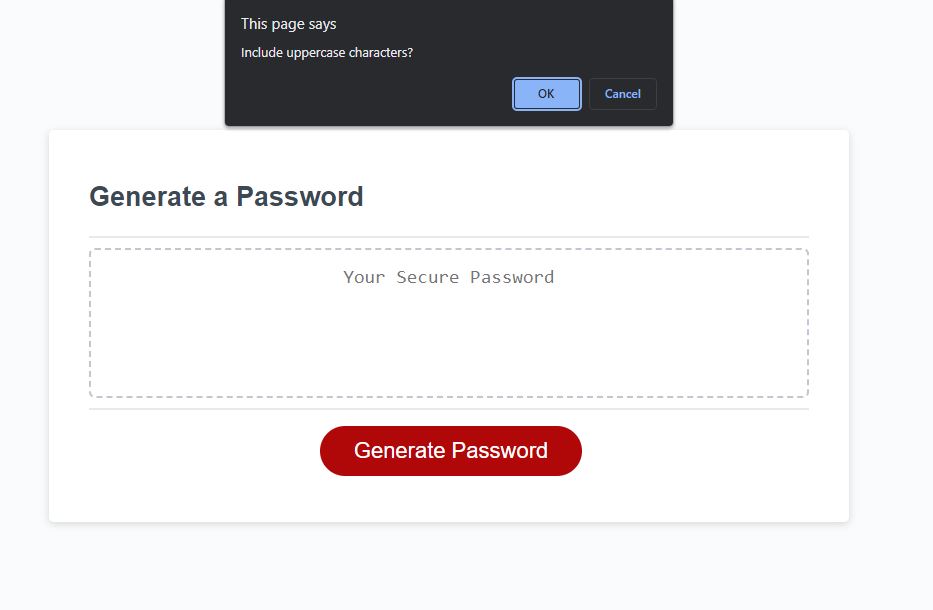 This page says
Include uppercase characters?
OK
Cancel
Generate a Password
Your Secure Password
Generate Password